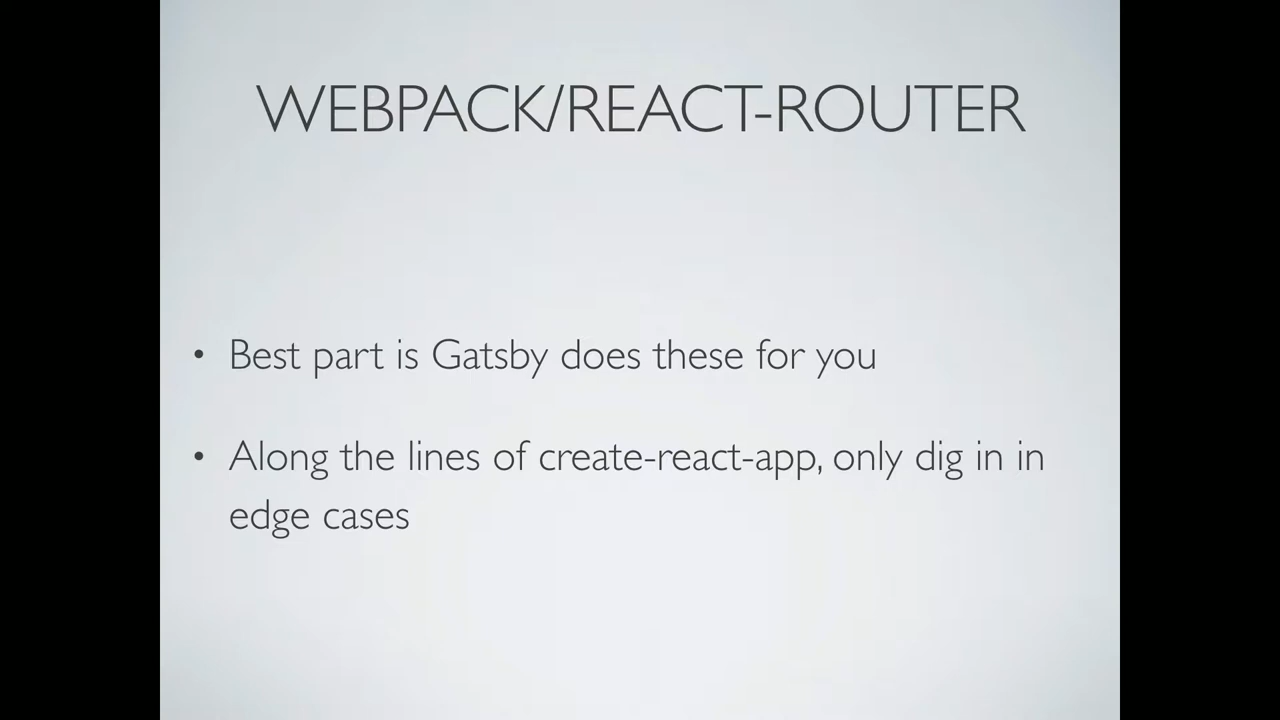 WEBPACK/REACT-ROUTER
• Best part is Gatsby does these for you
• Along the lines of create-react-app, only dig in in
edge cases